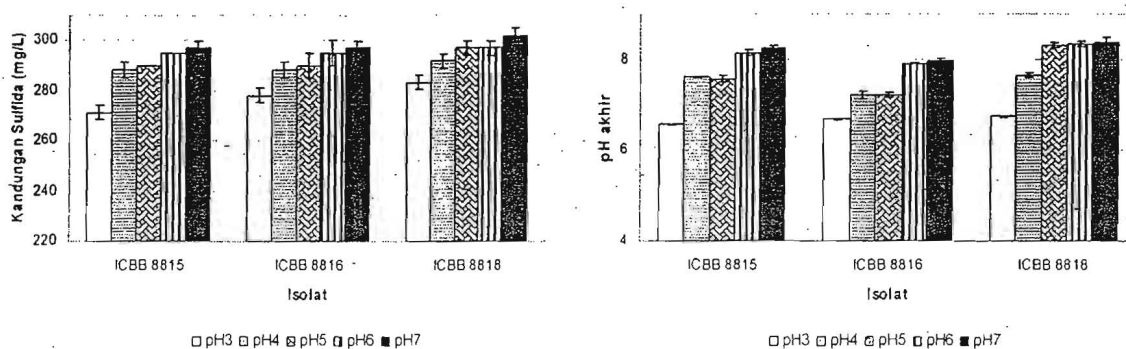 Kandungan Sulfida (mg/L)
300
280
260
240
220
ICBB 8815
ICBB 8816
ICBB 8818
Isolat
pH3 pH4 pH5 pH6 pH7
pH akhir
8
6
4
ICBB 8815
ICBB 8816
ICBB 8818
Isolat
pH3 pH4 pH5 pH6 pH7